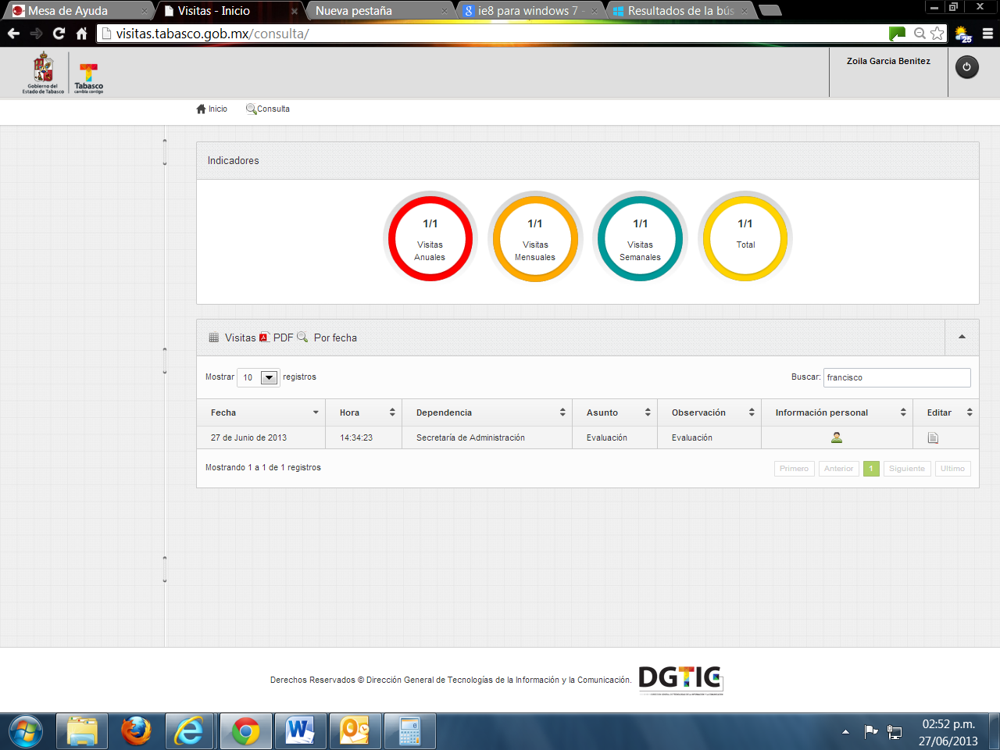 Mesa de Ayuda
Visitas - Inicio
Nueva pestaña
ie8 para windows 7 -
Resultados de la bús
visitas.tabasco.gob.mx/consulta/
25
Gobierno del
Estado de Tabasco
Tabasco
cambia contigo
Zoila Garcia Benitez
Inicio
Consulta
Indicadores
1/1
Visitas
Anuales
1/1
Visitas
Mensuales
1/1
Visitas
Semanales
1/1
Total
Visitas PDF Por fecha
Mostrar 10 registros
Buscar: francisco
Fecha Hora Dependencia Asunto Observación Información personal Editar
27 de Junio de 2013 14:34:23 Secretaría de Administración Evaluación Evaluación
Mostrando 1 a 1 de 1 registros
Primero Anterior 1 Siguiente Ultimo
Derechos Reservados © Dirección General de Tecnologías de la Información y la Comunicación.
DGTIC
02:52 p.m.
27/06/2013